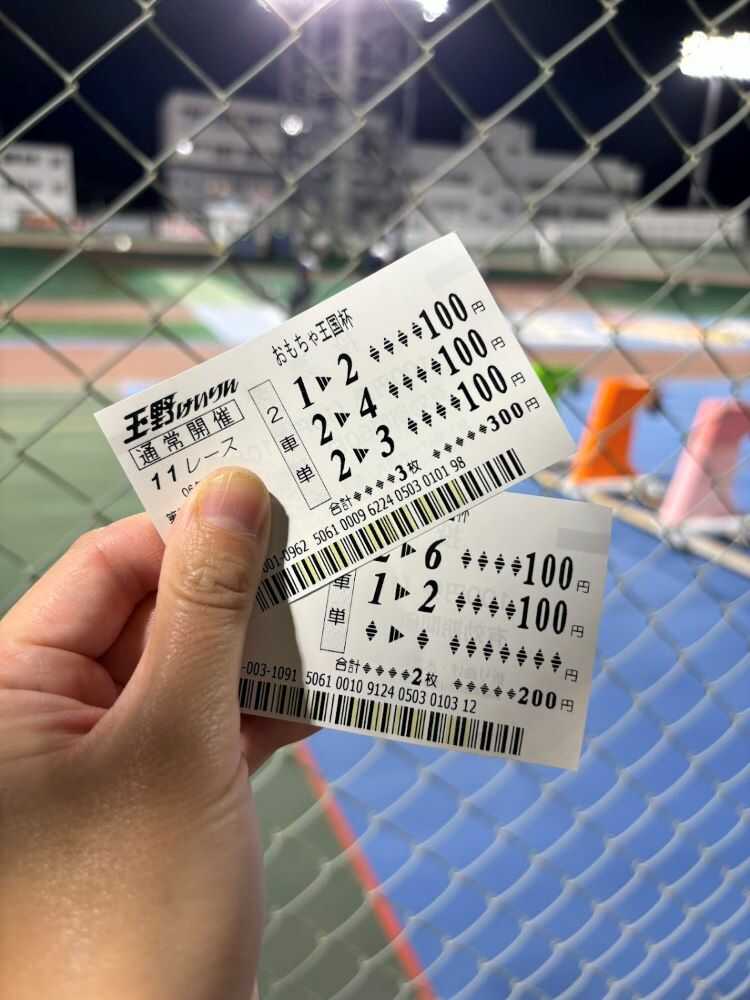 おもちゃ王国杯
玉野けいりん
通常開催
11レース
2車単
1▶2 100円
2▶4 100円
2▶3 100円
合計 3枚 300円
001-0962 5061 0009 6224 0503 0101 98
6 100円
1▶2 100円
▶ 円
車単
合計 2枚 200円
-003-1091 5061 0010 9124 0503 0103 12